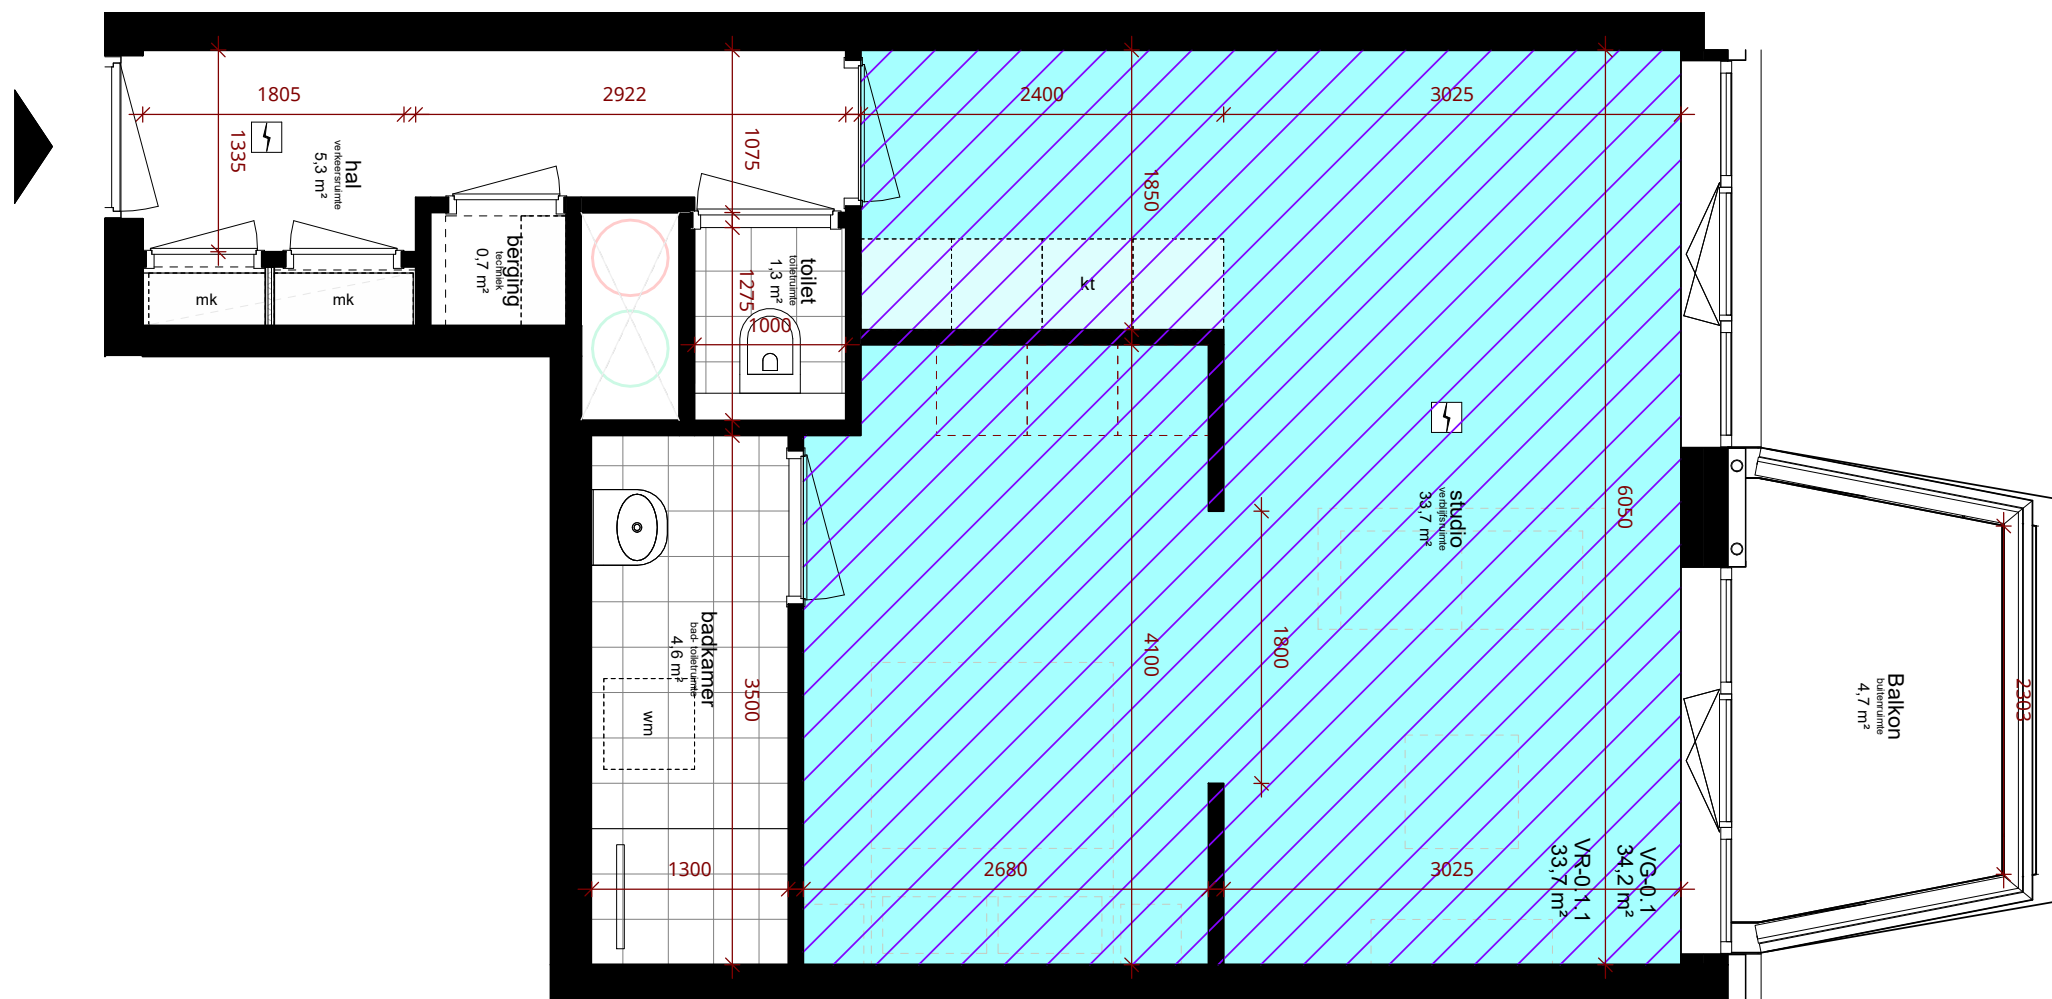 1805
2922
2400
3025
1335
hal
verkeersruimte
5,3 m²
1075
1850
berging
techniek
0,7 m²
toilet
toiletruimte
1,3 m²
1275
1000
mk
mk
kt
studio
verblijfsruimte
33,7 m²
6050
badkamer
bad- toiletruimte
4,6 m²
3500
wm
4100
1800
Balkon
buitenruimte
4,7 m²
2303
VG-0.1
34,2 m²
VR-0.1.1
33,7 m²
1300
2680
3025